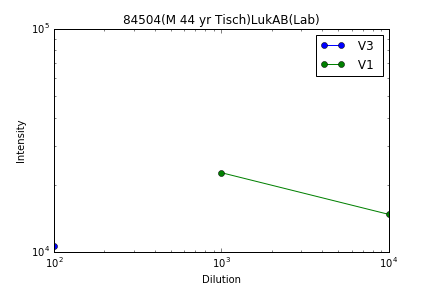 84504(M 44 yr Tisch)LukAB(Lab)
10^5
V3
V1
Intensity
10^4
10^2
10^3
10^4
Dilution